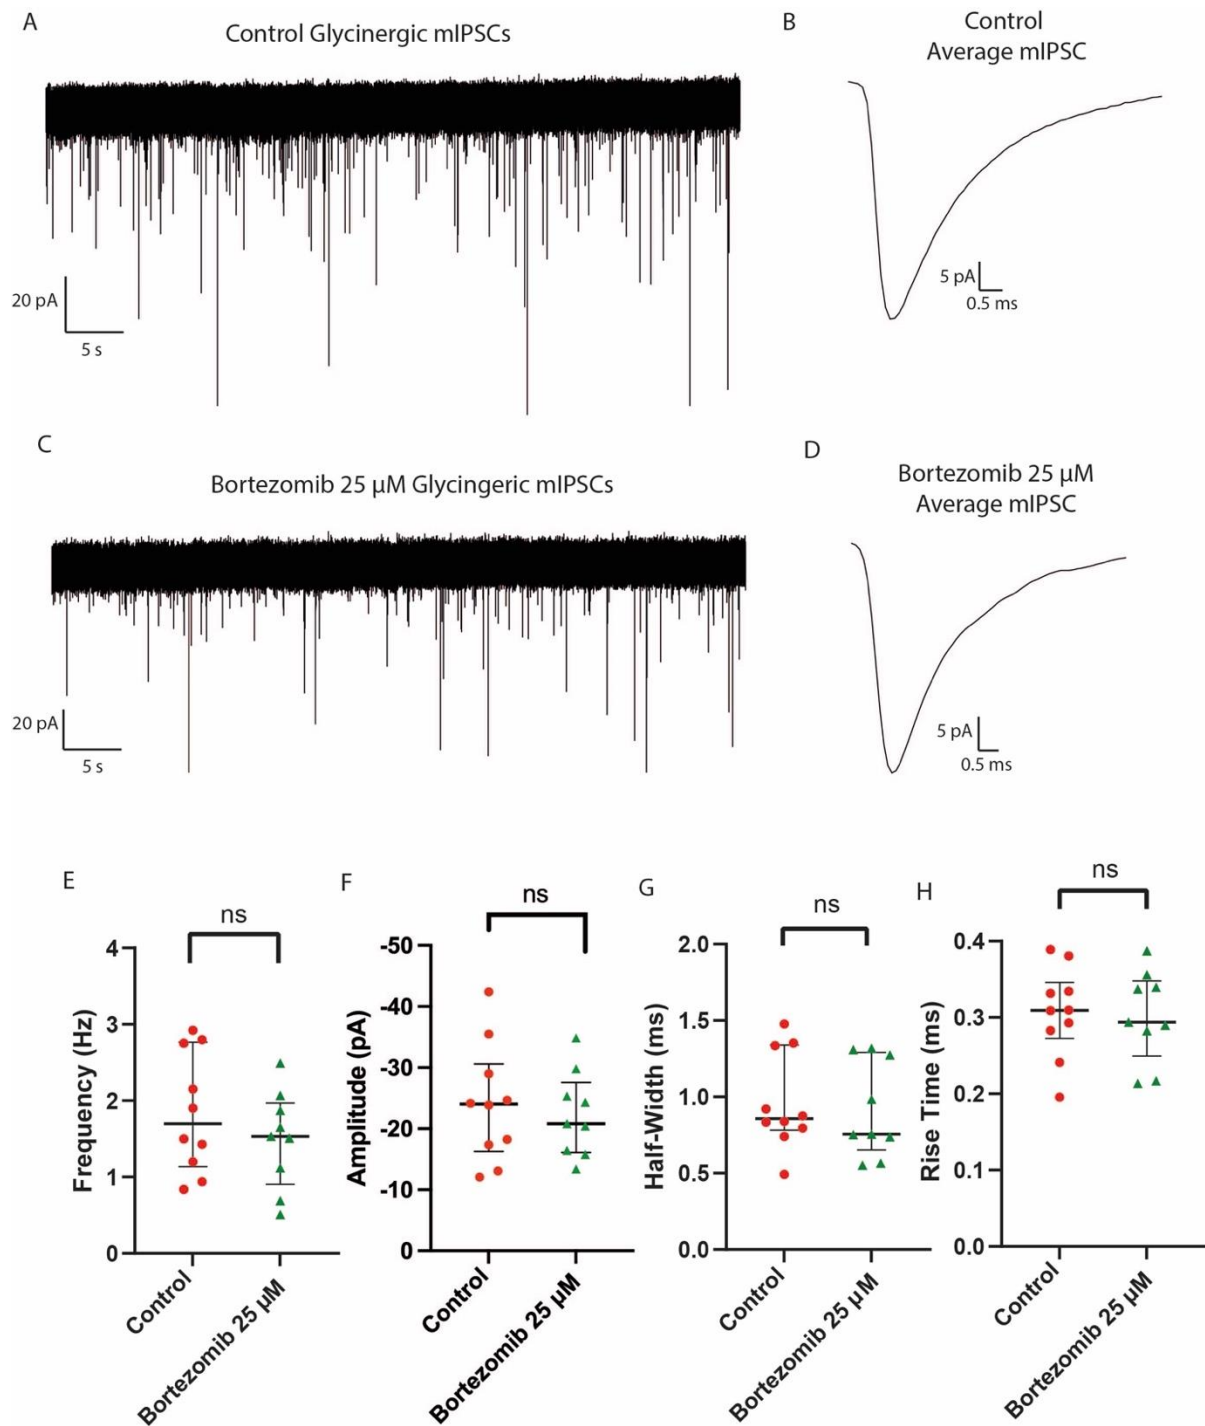 A
Control Glycinergic mIPSCs
B
Control
Average mIPSC
20 pA
5 s
5 pA
0.5 ms
C
Bortezomib 25 µM Glycingeric mIPSCs
D
Bortezomib 25 µM
Average mIPSC
20 pA
5 s
5 pA
0.5 ms
E
ns
Frequency (Hz)
4
3
2
1
0
Control
Bortezomib 25 µM
F
ns
Amplitude (pA)
-50
-40
-30
-20
-10
0
Control
Bortezomib 25 µM
G
ns
Half-Width (ms)
2.0
1.5
1.0
0.5
0.0
Control
Bortezomib 25 µM
H
ns
Rise Time (ms)
0.4
0.3
0.2
0.1
0.0
Control
Bortezomib 25 µM